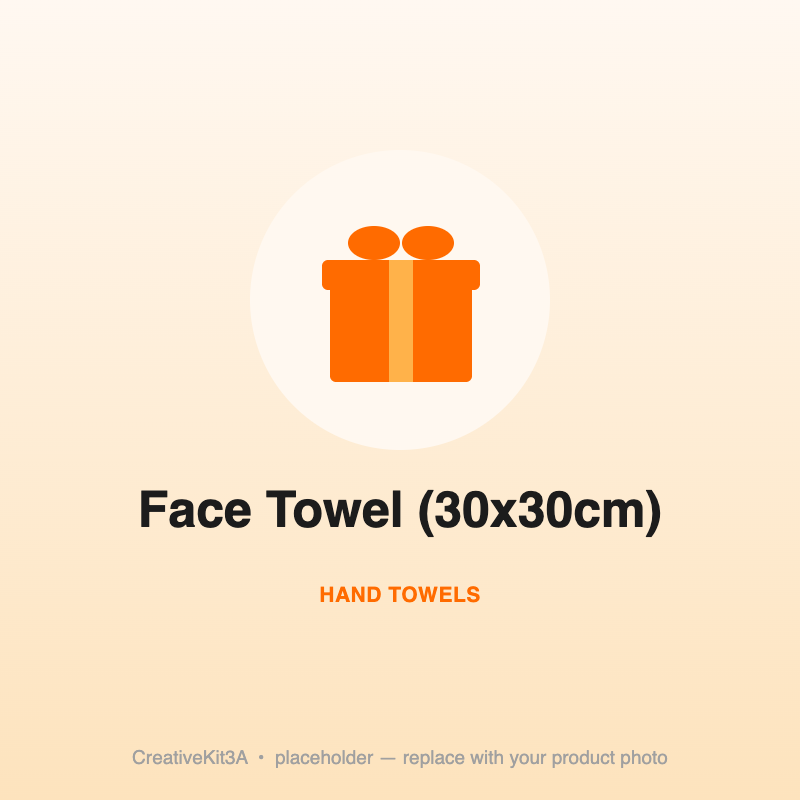 Face Towel (30x30cm)
HAND TOWELS
CreativeKit3A • placeholder — replace with your product photo